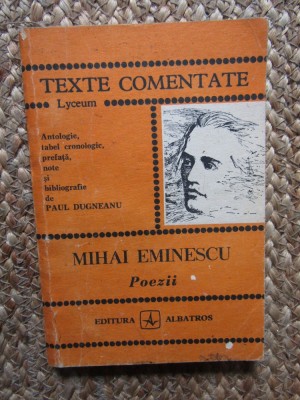 TEXTE COMENTATE
Lyceum
Antologie,
tabel cronologic,
prefață,
note
și
bibliografie
de
PAUL DUGNEANU
MIHAI EMINESCU
Poezii
EDITURA ALBATROS